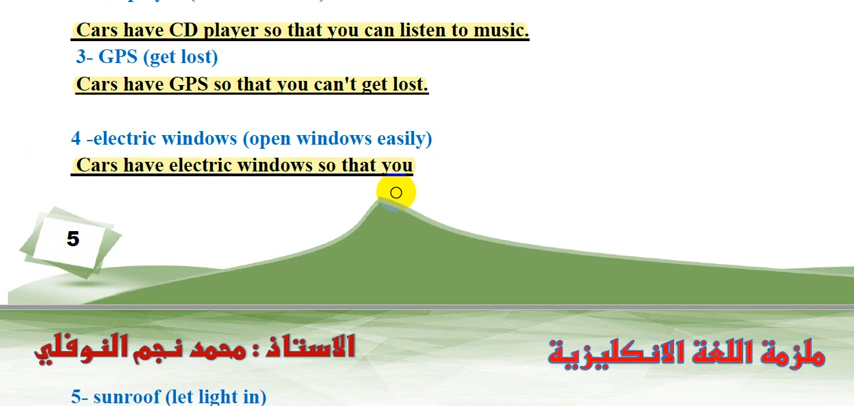 Cars have CD player so that you can listen to music.
3- GPS (get lost)
Cars have GPS so that you can't get lost.
4 -electric windows (open windows easily)
Cars have electric windows so that you
5
الاستاذ : محمد نجم النوفلي
ملزمة اللغة الانكليزية
5- sunroof (let light in)